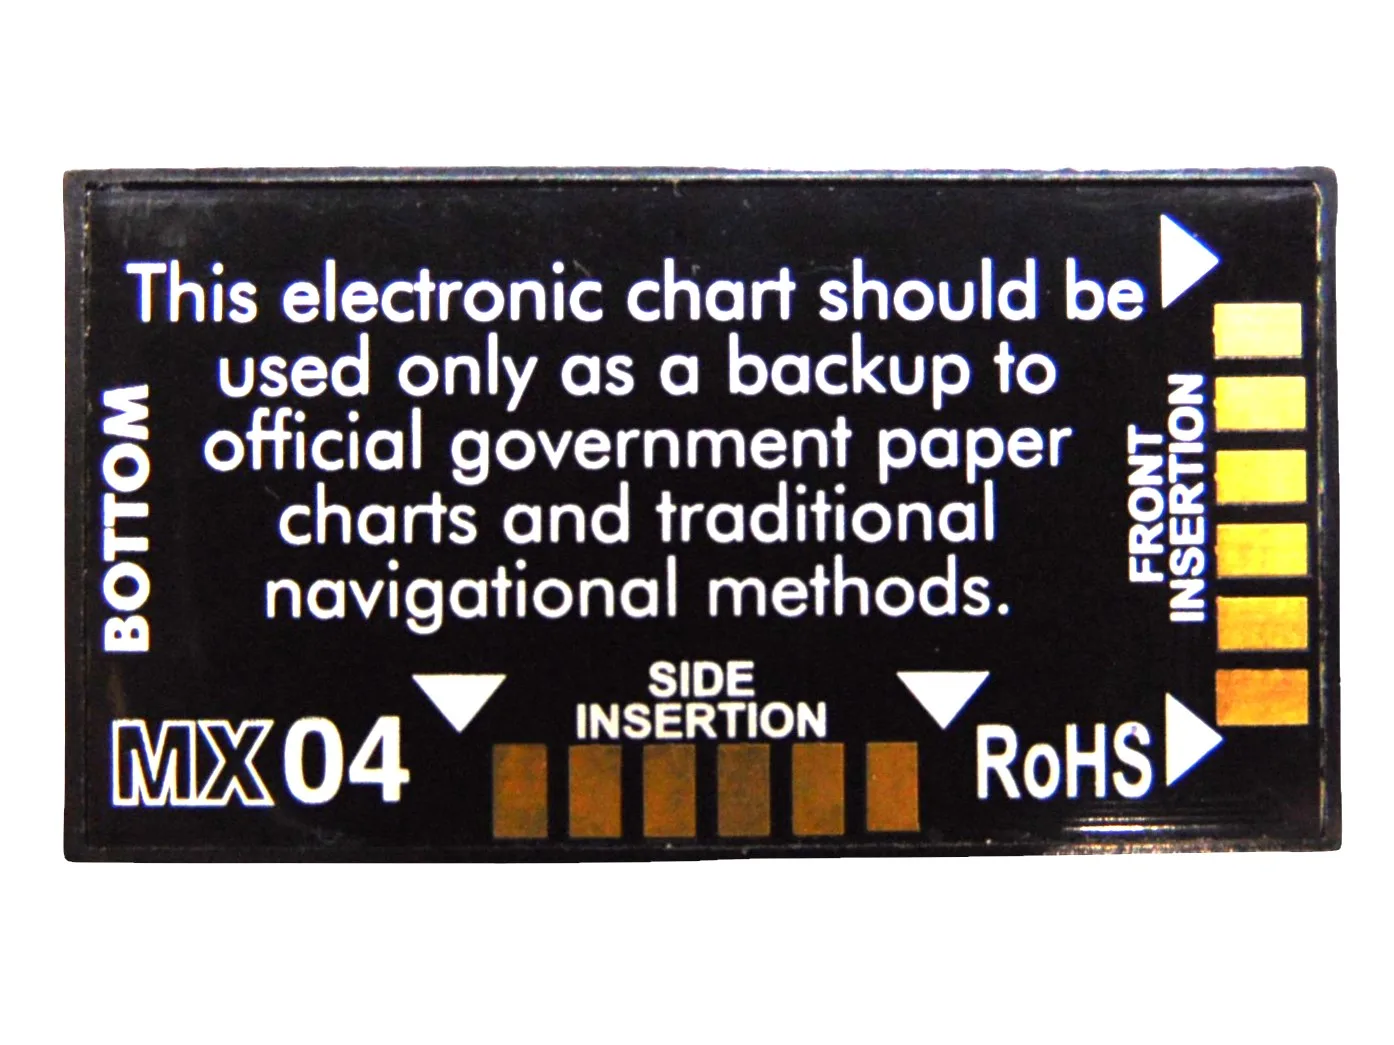 This electronic chart should be
used only as a backup to
official government paper
charts and traditional
navigational methods.
BOTTOM
FRONT
INSERTION
SIDE
INSERTION
MX04
RoHS